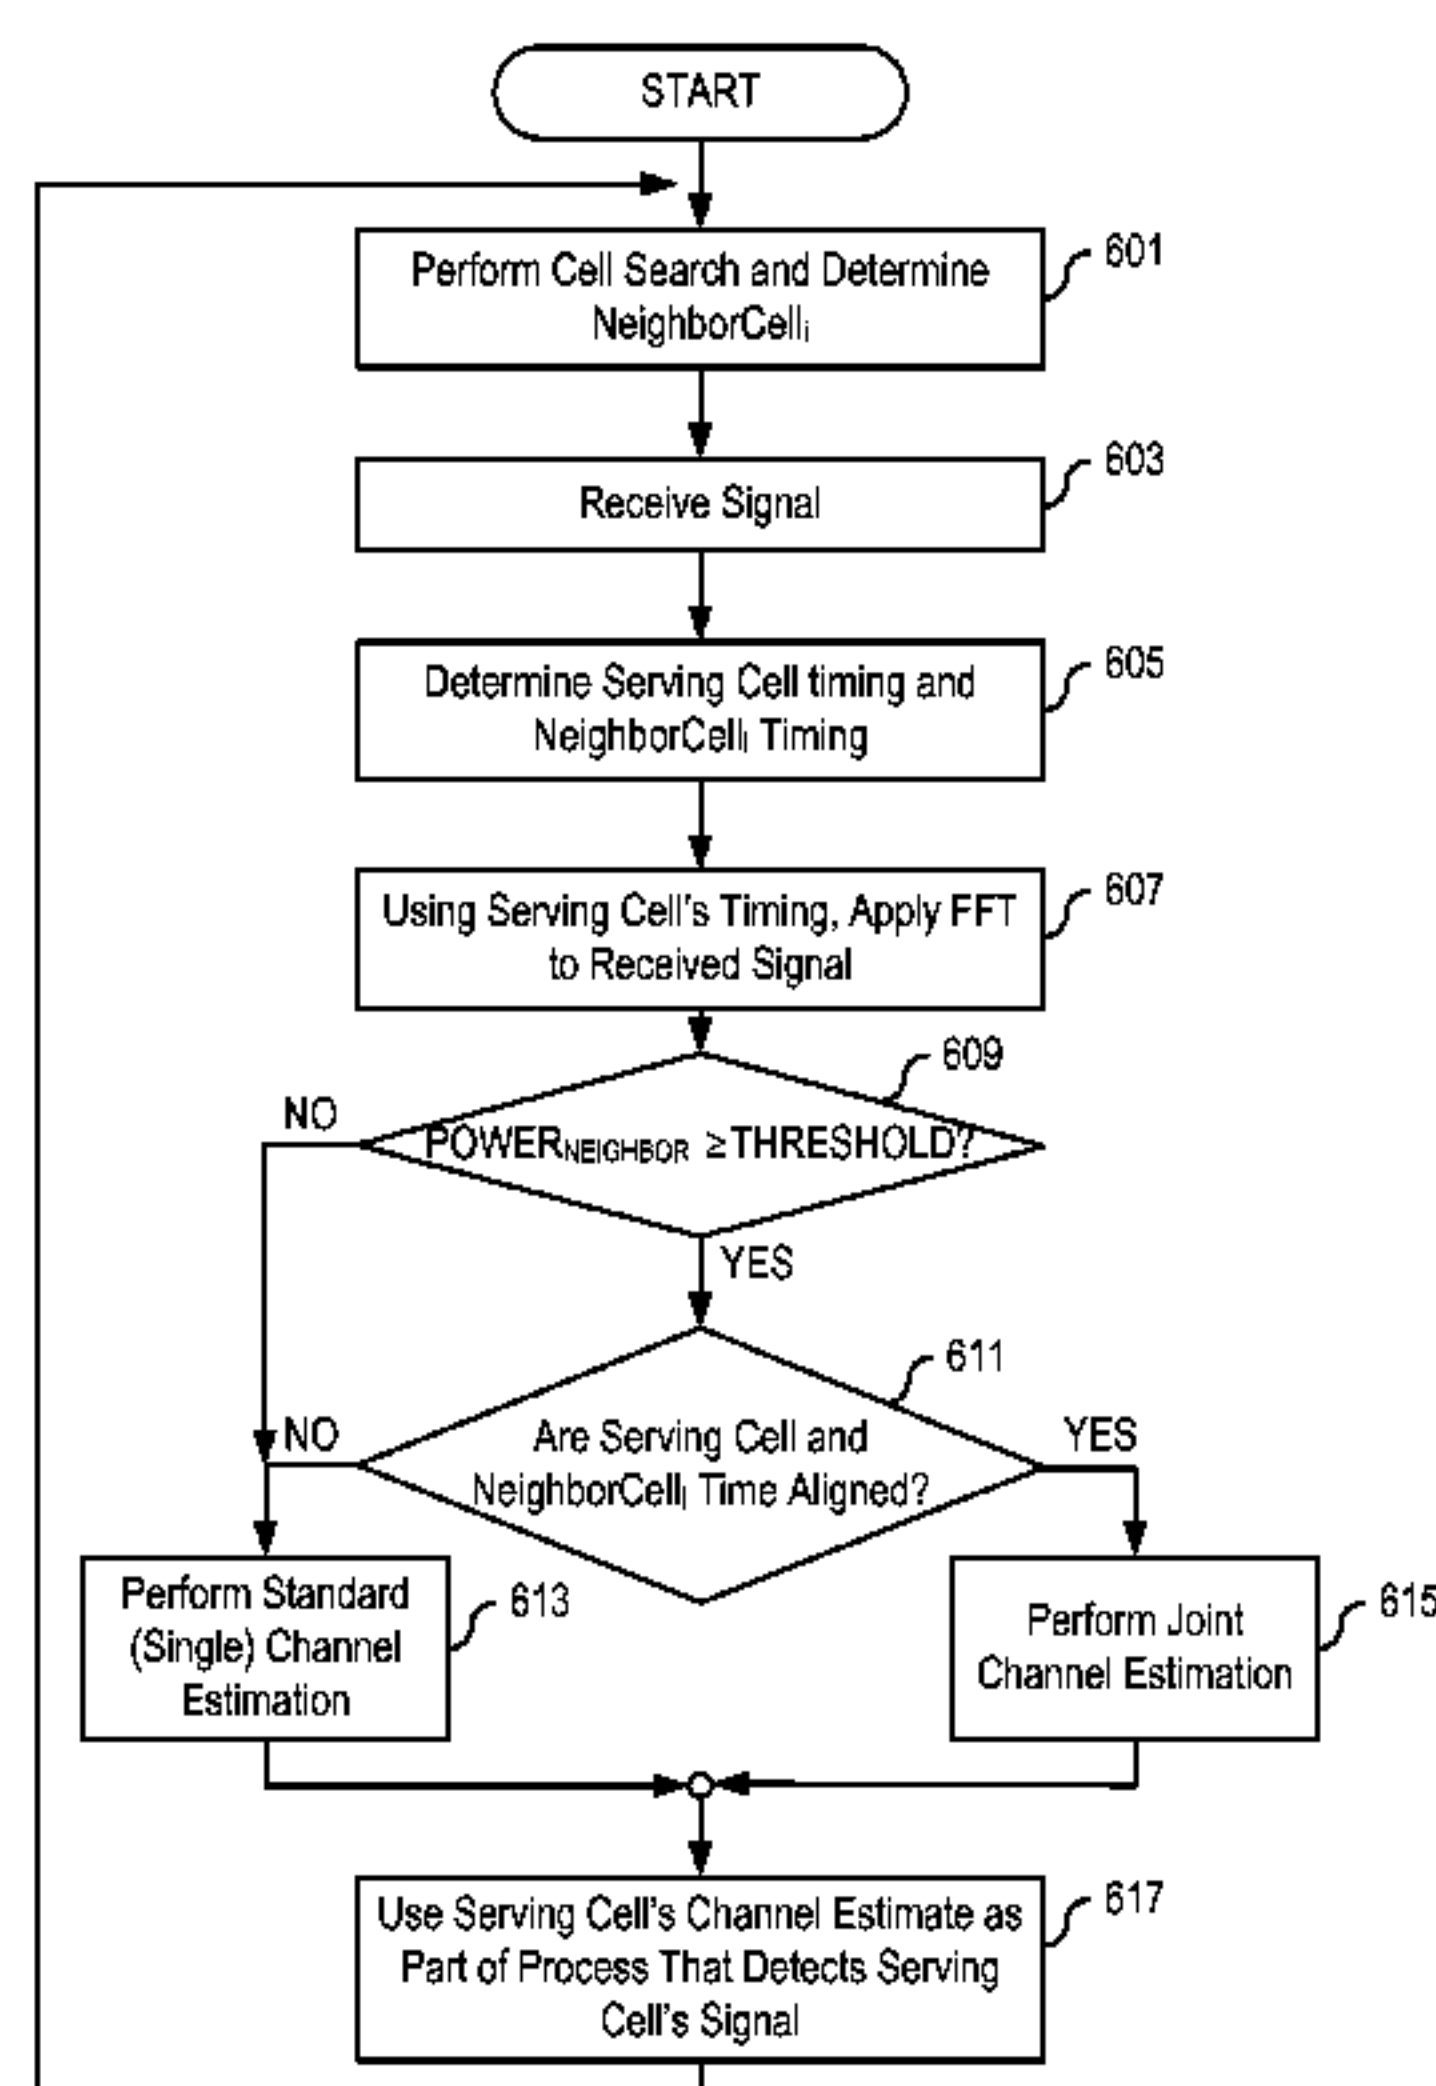 START
Perform Cell Search and Determine
NeighborCellᵢ
601
Receive Signal
603
Determine Serving Cell timing and
NeighborCellᵢ Timing
605
Using Serving Cell's Timing, Apply FFT
to Received Signal
607
609
NO
POWER_NEIGHBOR ≥ THRESHOLD?
YES
611
NO
Are Serving Cell and
NeighborCellᵢ Time Aligned?
YES
Perform Standard
(Single) Channel
Estimation
613
Perform Joint
Channel Estimation
615
Use Serving Cell's Channel Estimate as
Part of Process That Detects Serving
Cell's Signal
617